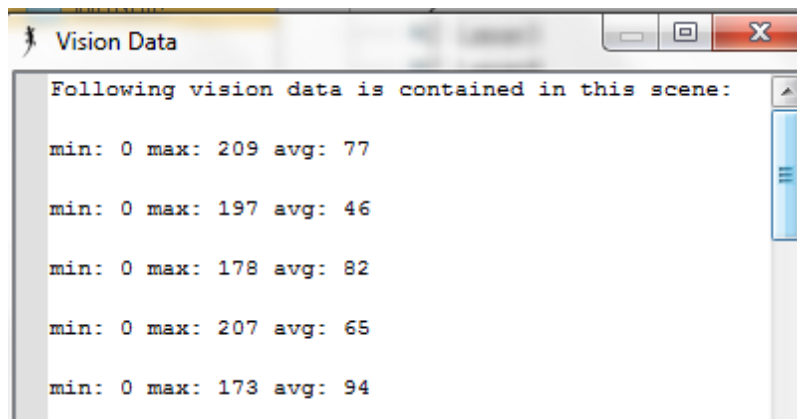 Vision Data
Following vision data is contained in this scene:
min: 0 max: 209 avg: 77
min: 0 max: 197 avg: 46
min: 0 max: 178 avg: 82
min: 0 max: 207 avg: 65
min: 0 max: 173 avg: 94